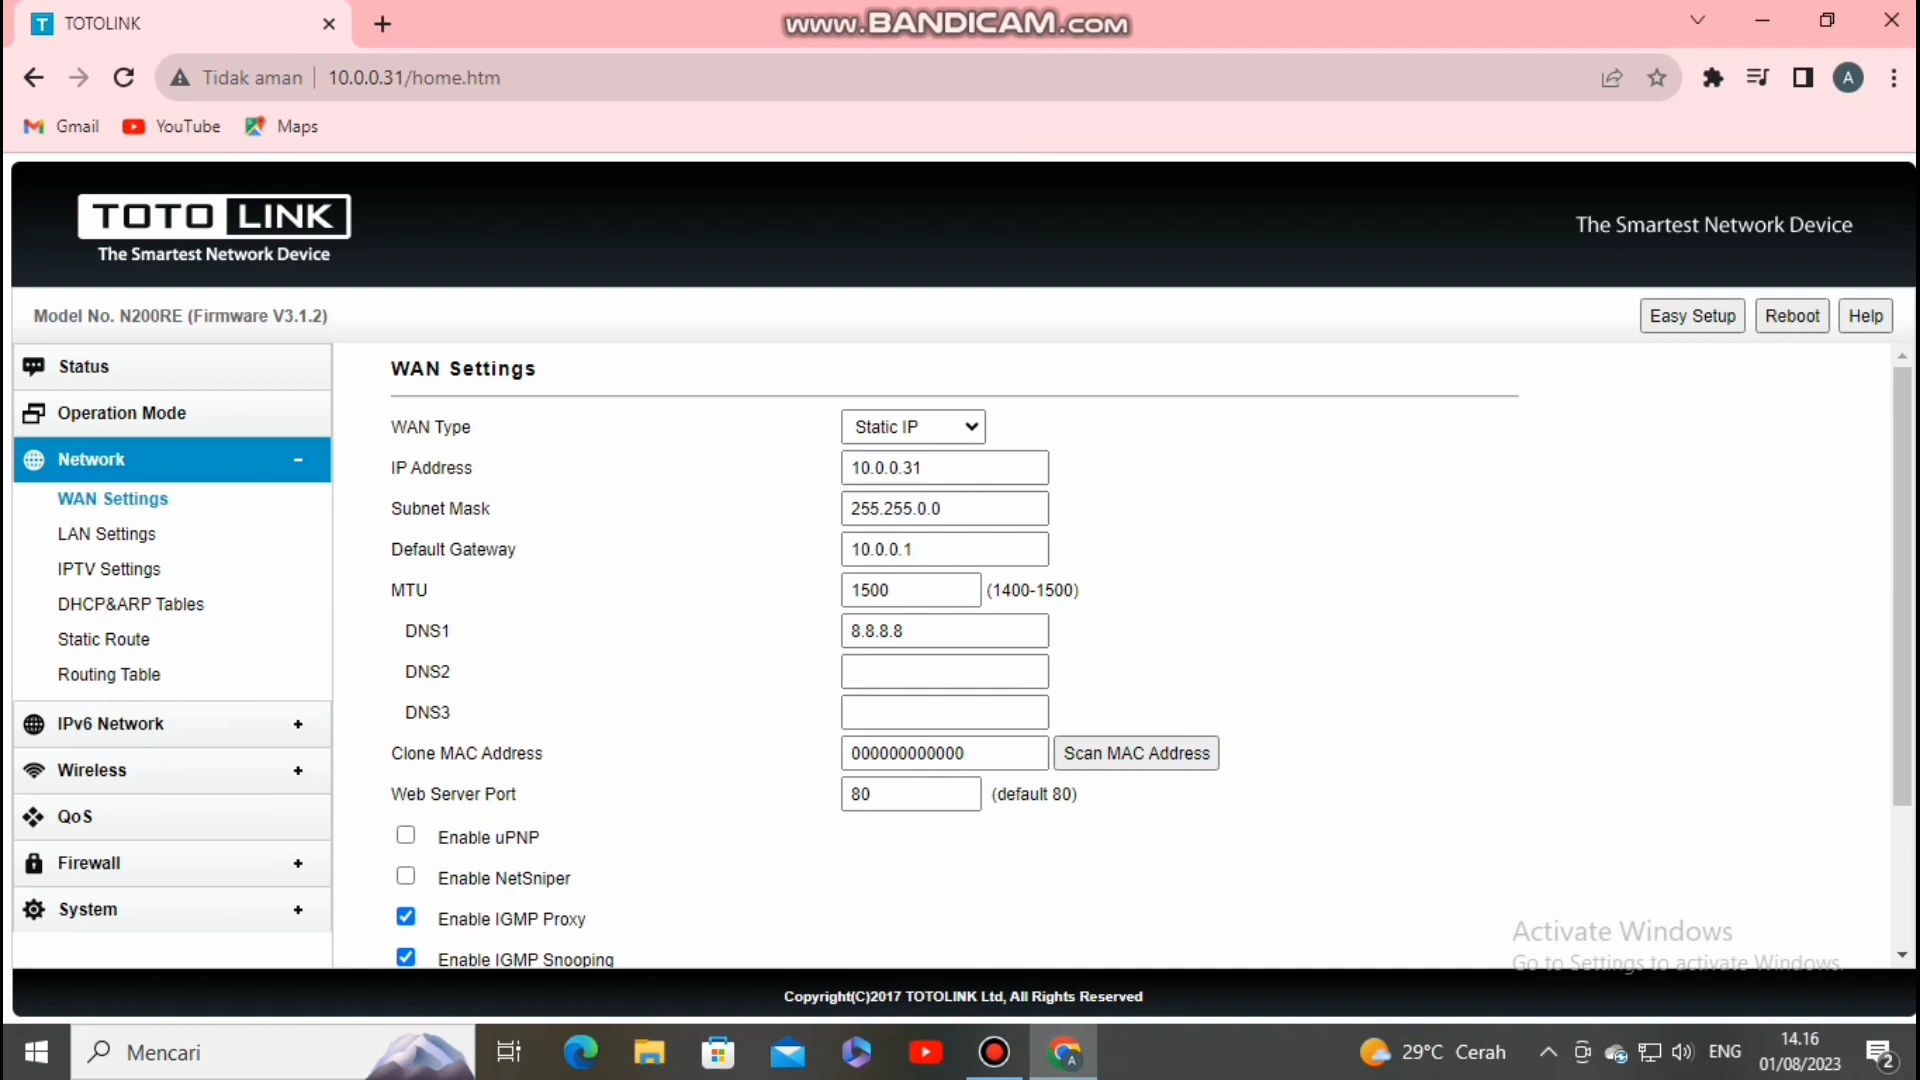 TOTOLINK
www.BANDICAM.com
Tidak aman 10.0.0.31/home.htm
A
Gmail YouTube Maps
TOTO LINK
The Smartest Network Device
The Smartest Network Device
Model No. N200RE (Firmware V3.1.2)
Easy Setup Reboot Help
Status
Operation Mode
Network -
WAN Settings
LAN Settings
IPTV Settings
DHCP&ARP Tables
Static Route
Routing Table
IPv6 Network +
Wireless +
QoS
Firewall +
System +
WAN Settings
WAN Type Static IP
IP Address 10.0.0.31
Subnet Mask 255.255.0.0
Default Gateway 10.0.0.1
MTU 1500 (1400-1500)
DNS1 8.8.8.8
DNS2
DNS3
Clone MAC Address 000000000000 Scan MAC Address
Web Server Port 80 (default 80)
Enable uPNP
Enable NetSniper
Enable IGMP Proxy
Enable IGMP Snooping
Activate Windows
Go to Settings to activate Windows.
Copyright(C)2017 TOTOLINK Ltd, All Rights Reserved
Mencari
A
29°C Cerah
ENG
14.16
01/08/2023
2